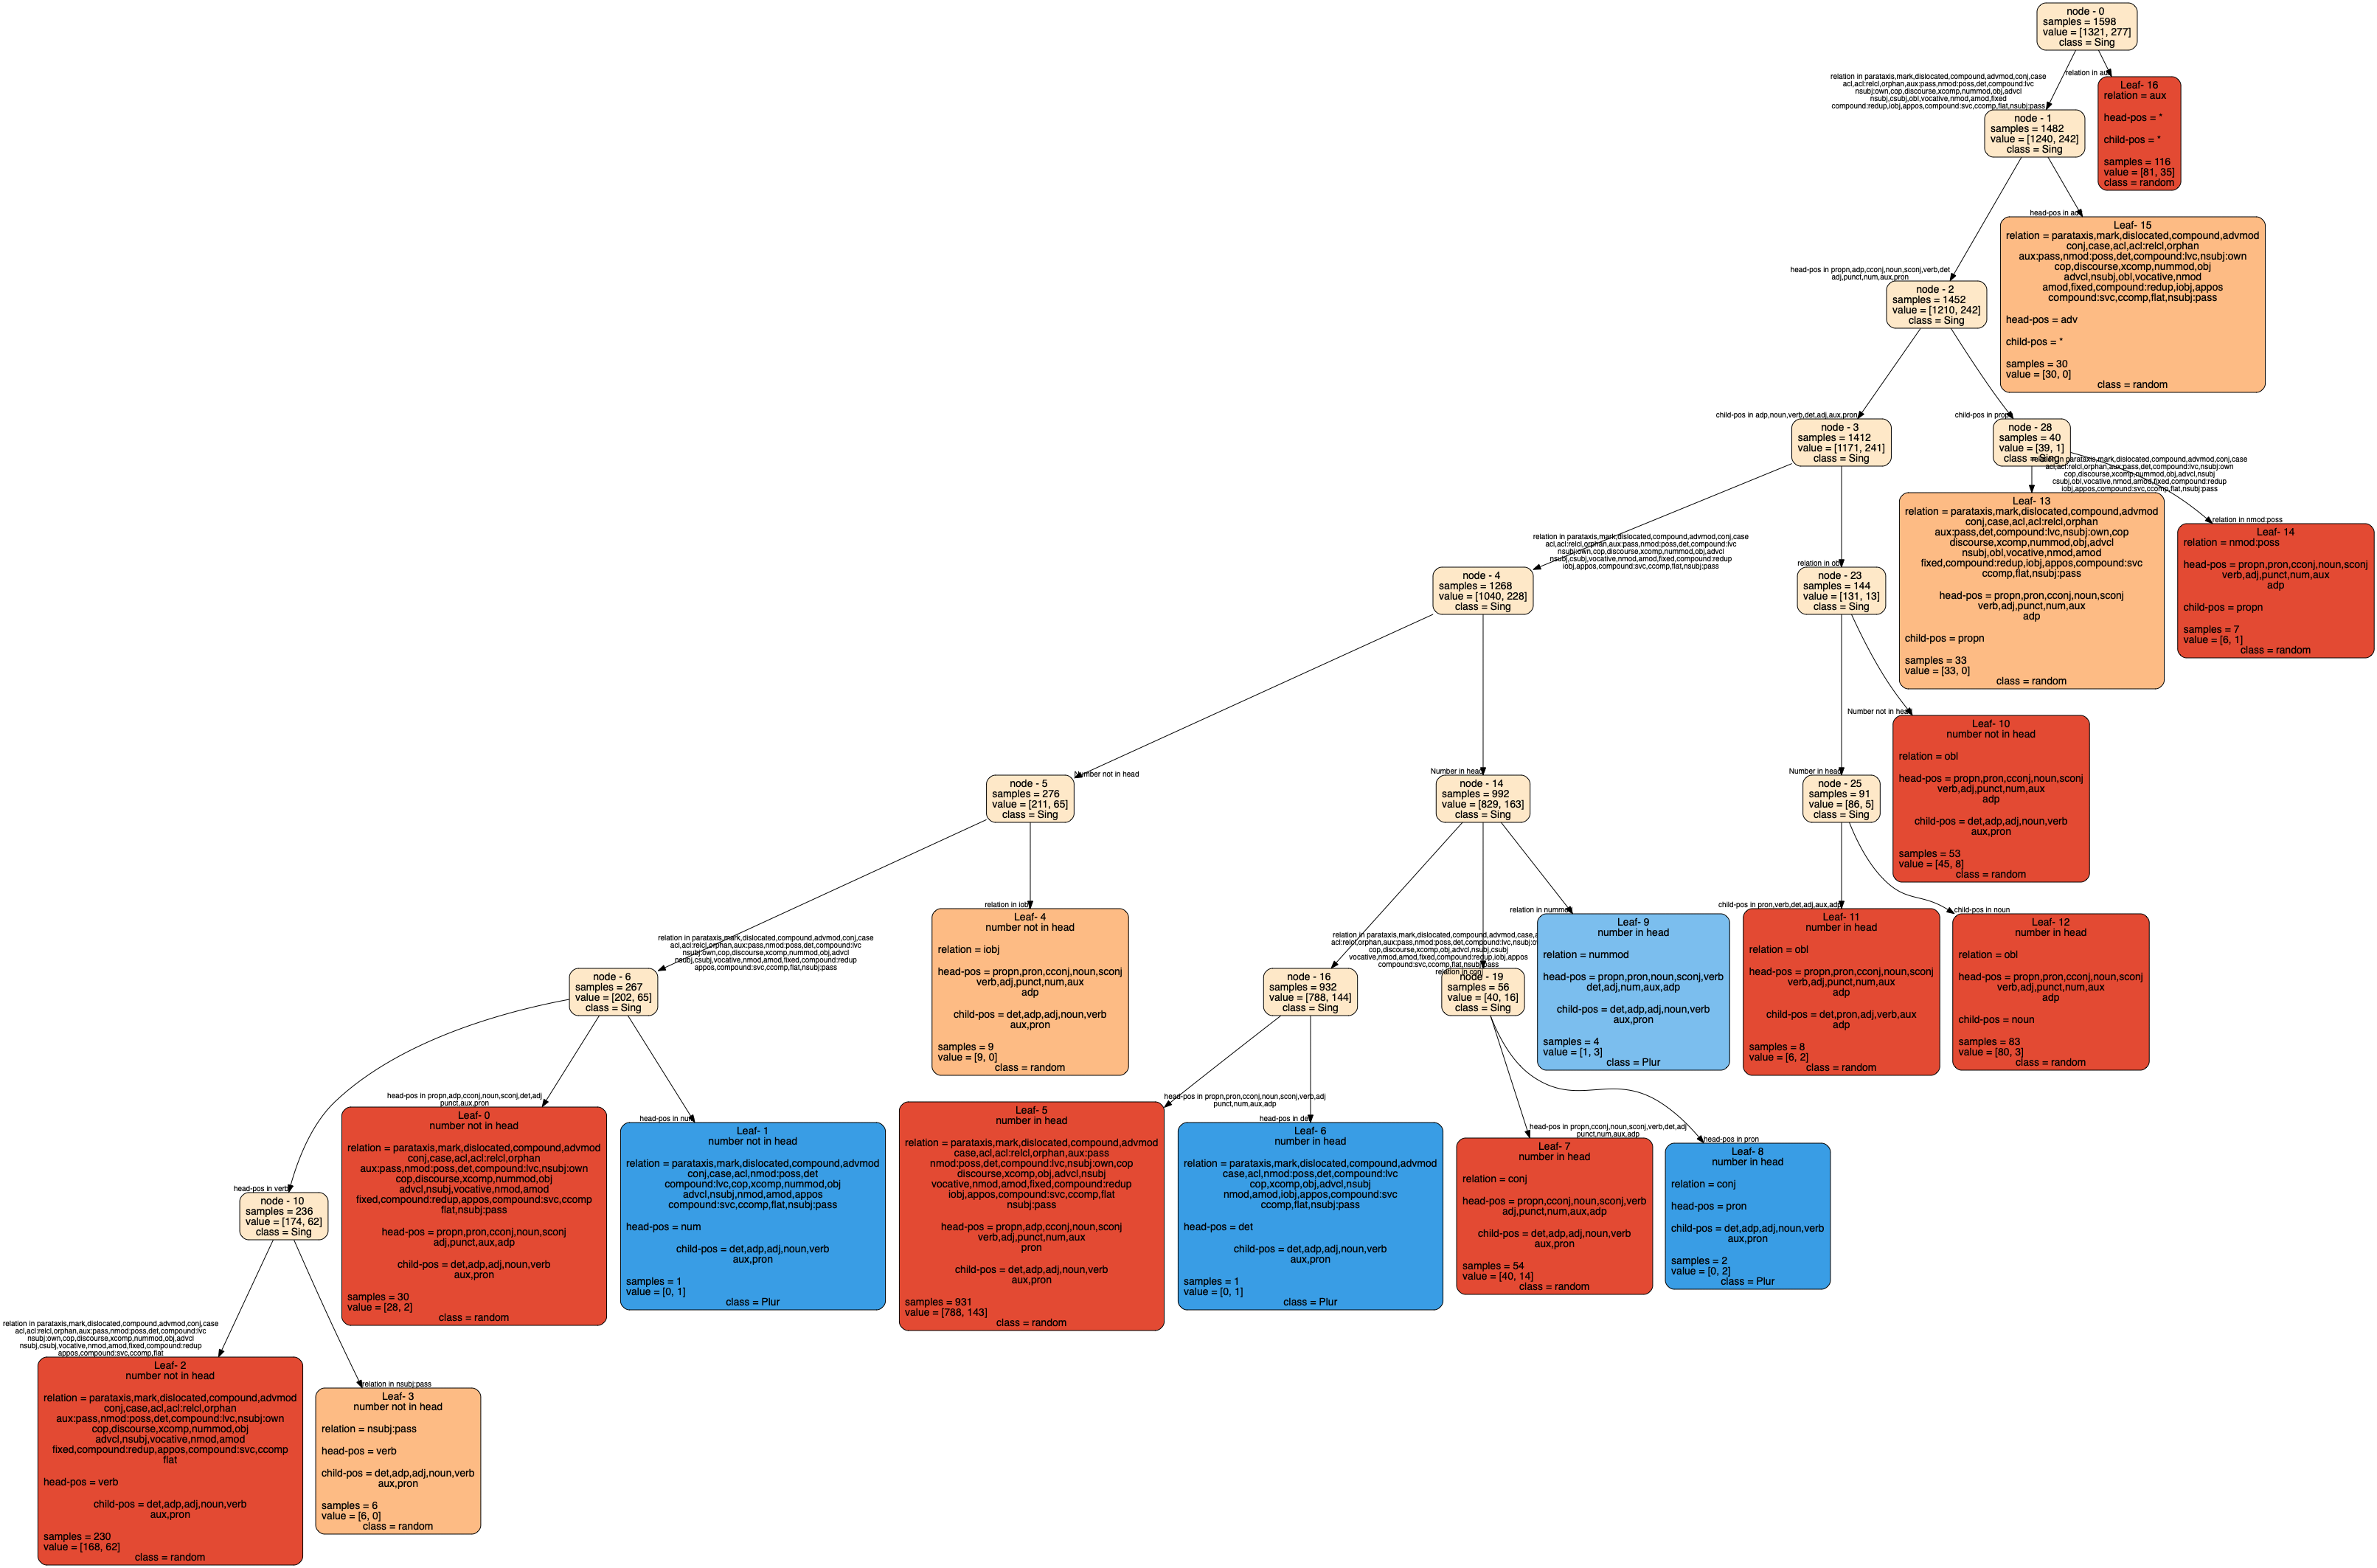 node - 0
samples = 1598
value = [1321, 277]
class = Sing
relation in parataxis,mark,dislocated,compound,advmod,conj,case
acl,acl:relcl,orphan,aux:pass,nmod:poss,det,compound:lvc
nsubj:own,cop,discourse,xcomp,nummod,obj,advcl
nsubj,csubj,obl,vocative,nmod,amod,fixed
compound:redup,iobj,appos,compound:svc,ccomp,flat,nsubj:pass
relation in aux
Leaf- 16
relation = aux
head-pos = *
child-pos = *
samples = 116
value = [81, 35]
class = random
node - 1
samples = 1482
value = [1240, 242]
class = Sing
head-pos in propn,adp,cconj,noun,sconj,verb,det
adj,punct,num,aux,pron
head-pos in adv
Leaf- 15
relation = parataxis,mark,dislocated,compound,advmod
conj,case,acl,acl:relcl,orphan
aux:pass,nmod:poss,det,compound:lvc,nsubj:own
cop,discourse,xcomp,nummod,obj
advcl,nsubj,obl,vocative,nmod
amod,fixed,compound:redup,iobj,appos
compound:svc,ccomp,flat,nsubj:pass
head-pos = adv
child-pos = *
samples = 30
value = [30, 0]
class = random
node - 2
samples = 1452
value = [1210, 242]
class = Sing
child-pos in adp,noun,verb,det,adj,aux,pron
child-pos in propn
node - 3
samples = 1412
value = [1171, 241]
class = Sing
node - 28
samples = 40
value = [39, 1]
class = Sing
relation in parataxis,mark,dislocated,compound,advmod,conj,case
acl,acl:relcl,orphan,aux:pass,det,compound:lvc,nsubj:own
cop,discourse,xcomp,nummod,obj,advcl,nsubj
csubj,obl,vocative,nmod,amod,fixed,compound:redup
iobj,appos,compound:svc,ccomp,flat,nsubj:pass
relation in nmod:poss
Leaf- 13
relation = parataxis,mark,dislocated,compound,advmod
conj,case,acl,acl:relcl,orphan
aux:pass,det,compound:lvc,nsubj:own,cop
discourse,xcomp,nummod,obj,advcl
nsubj,obl,vocative,nmod,amod
fixed,compound:redup,iobj,appos,compound:svc
ccomp,flat,nsubj:pass
head-pos = propn,pron,cconj,noun,sconj
verb,adj,punct,num,aux
adp
child-pos = propn
samples = 33
value = [33, 0]
class = random
Leaf- 14
relation = nmod:poss
head-pos = propn,pron,cconj,noun,sconj
verb,adj,punct,num,aux
adp
child-pos = propn
samples = 7
value = [6, 1]
class = random
relation in parataxis,mark,dislocated,compound,advmod,conj,case
acl,acl:relcl,orphan,aux:pass,nmod:poss,det,compound:lvc
nsubj:own,cop,discourse,xcomp,nummod,obj,advcl
nsubj,csubj,vocative,nmod,amod,fixed,compound:redup
iobj,appos,compound:svc,ccomp,flat,nsubj:pass
relation in obl
node - 4
samples = 1268
value = [1040, 228]
class = Sing
node - 23
samples = 144
value = [131, 13]
class = Sing
Number not in head
Leaf- 10
number not in head
relation = obl
head-pos = propn,pron,cconj,noun,sconj
verb,adj,punct,num,aux
adp
child-pos = det,adp,adj,noun,verb
aux,pron
samples = 53
value = [45, 8]
class = random
Number not in head
node - 5
samples = 276
value = [211, 65]
class = Sing
Number in head
node - 14
samples = 992
value = [829, 163]
class = Sing
Number in head
node - 25
samples = 91
value = [86, 5]
class = Sing
relation in iobj
Leaf- 4
number not in head
relation = iobj
head-pos = propn,pron,cconj,noun,sconj
verb,adj,punct,num,aux
adp
child-pos = det,adp,adj,noun,verb
aux,pron
samples = 9
value = [9, 0]
class = random
relation in nummod
Leaf- 9
number in head
relation = nummod
head-pos = propn,pron,noun,sconj,verb
det,adj,num,aux,adp
child-pos = det,adp,adj,noun,verb
aux,pron
samples = 4
value = [1, 3]
class = Plur
child-pos in pron,verb,det,adj,aux,adp
Leaf- 11
number in head
relation = obl
head-pos = propn,pron,cconj,noun,sconj
verb,adj,punct,num,aux
adp
child-pos = det,pron,adj,verb,aux
adp
samples = 8
value = [6, 2]
class = random
child-pos in noun
Leaf- 12
number in head
relation = obl
head-pos = propn,pron,cconj,noun,sconj
verb,adj,punct,num,aux
adp
child-pos = noun
samples = 83
value = [80, 3]
class = random
relation in parataxis,mark,dislocated,compound,advmod,conj,case
acl,acl:relcl,orphan,aux:pass,nmod:poss,det,compound:lvc
nsubj:own,cop,discourse,xcomp,nummod,obj,advcl
nsubj,csubj,vocative,nmod,amod,fixed,compound:redup
appos,compound:svc,ccomp,flat,nsubj:pass
node - 6
samples = 267
value = [202, 65]
class = Sing
relation in parataxis,mark,dislocated,compound,advmod,case
acl:relcl,orphan,aux:pass,nmod:poss,det,compound:lvc
cop,discourse,xcomp,nummod,obj,advcl,nsubj,csubj
vocative,nmod,amod,fixed,compound:redup,iobj,appos
compound:svc,ccomp,flat,nsubj:pass
relation in conj
node - 16
samples = 932
value = [788, 144]
class = Sing
node - 19
samples = 56
value = [40, 16]
class = Sing
head-pos in propn,adp,cconj,noun,sconj,det,adj
punct,aux,pron
Leaf- 0
number not in head
relation = parataxis,mark,dislocated,compound,advmod
conj,case,acl,acl:relcl,orphan
aux:pass,nmod:poss,det,compound:lvc,nsubj:own
cop,discourse,xcomp,nummod,obj
advcl,nsubj,vocative,nmod,amod
fixed,compound:redup,appos,compound:svc,ccomp
flat,nsubj:pass
head-pos = propn,pron,cconj,noun,sconj
adj,punct,aux,adp
child-pos = det,adp,adj,noun,verb
aux,pron
samples = 30
value = [28, 2]
class = random
head-pos in num
Leaf- 1
number not in head
relation = parataxis,mark,dislocated,compound,advmod
conj,acl,case,nmod:poss,det
compound:lvc,cop,xcomp,nummod,obj
advcl,nsubj,nmod,amod,appos
compound:svc,ccomp,flat,nsubj:pass
head-pos = num
child-pos = det,adp,adj,noun,verb
aux,pron
samples = 1
value = [0, 1]
class = Plur
head-pos in propn,pron,cconj,noun,sconj,verb,adj
punct,num,aux,adp
Leaf- 5
number in head
relation = parataxis,mark,dislocated,compound,advmod
case,acl,acl:relcl,orphan,aux:pass
nmod:poss,det,compound:lvc,nsubj:own,cop
discourse,xcomp,obj,advcl,nsubj
vocative,nmod,amod,fixed,compound:redup
iobj,appos,compound:svc,ccomp,flat
nsubj:pass
head-pos = propn,adp,cconj,noun,sconj
verb,adj,punct,num,aux
pron
child-pos = det,adp,adj,noun,verb
aux,pron
samples = 931
value = [788, 143]
class = random
head-pos in det
Leaf- 6
number in head
relation = parataxis,mark,dislocated,compound,advmod
case,acl,nmod:poss,det,compound:lvc
cop,xcomp,obj,advcl,nsubj
nmod,amod,iobj,appos,compound:svc
ccomp,flat,nsubj:pass
head-pos = det
child-pos = det,adp,adj,noun,verb
aux,pron
samples = 1
value = [0, 1]
class = Plur
head-pos in propn,cconj,noun,sconj,verb,det,adj
punct,num,aux,adp
Leaf- 7
number in head
relation = conj
head-pos = propn,cconj,noun,sconj,verb
adj,punct,num,aux,adp
child-pos = det,adp,adj,noun,verb
aux,pron
samples = 54
value = [40, 14]
class = random
head-pos in pron
Leaf- 8
number in head
relation = conj
head-pos = pron
child-pos = det,adp,adj,noun,verb
aux,pron
samples = 2
value = [0, 2]
class = Plur
head-pos in verb
node - 10
samples = 236
value = [174, 62]
class = Sing
relation in parataxis,mark,dislocated,compound,advmod,conj,case
acl,acl:relcl,orphan,aux:pass,nmod:poss,det,compound:lvc
nsubj:own,cop,discourse,xcomp,nummod,obj,advcl
nsubj,csubj,vocative,nmod,amod,fixed,compound:redup
appos,compound:svc,ccomp,flat
Leaf- 2
number not in head
relation = parataxis,mark,dislocated,compound,advmod
conj,case,acl,acl:relcl,orphan
aux:pass,nmod:poss,det,compound:lvc,nsubj:own
cop,discourse,xcomp,nummod,obj
advcl,nsubj,vocative,nmod,amod
fixed,compound:redup,appos,compound:svc,ccomp
flat
head-pos = verb
child-pos = det,adp,adj,noun,verb
aux,pron
samples = 230
value = [168, 62]
class = random
relation in nsubj:pass
Leaf- 3
number not in head
relation = nsubj:pass
head-pos = verb
child-pos = det,adp,adj,noun,verb
aux,pron
samples = 6
value = [6, 0]
class = random